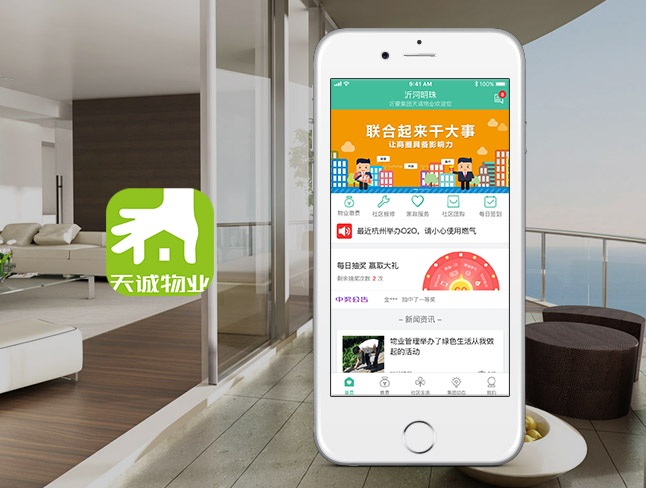 天诚物业
9:41 AM
100%
沂河明珠
沂蒙集团天诚物业欢迎您
联合起来干大事
让商圈具备影响力
物业缴费 社区报修 家政服务 社区团购 每日签到
最近杭州举办O2O，请小心使用燃气
每日抽奖 赢取大礼
剩余抽奖次数 2 次
GO
中奖公告 金*** 抽中了一等奖
– 新闻资讯 –
物业管理举办了绿色生活从我做
起的活动
首页 缴费 社区生活 集团动态 我的